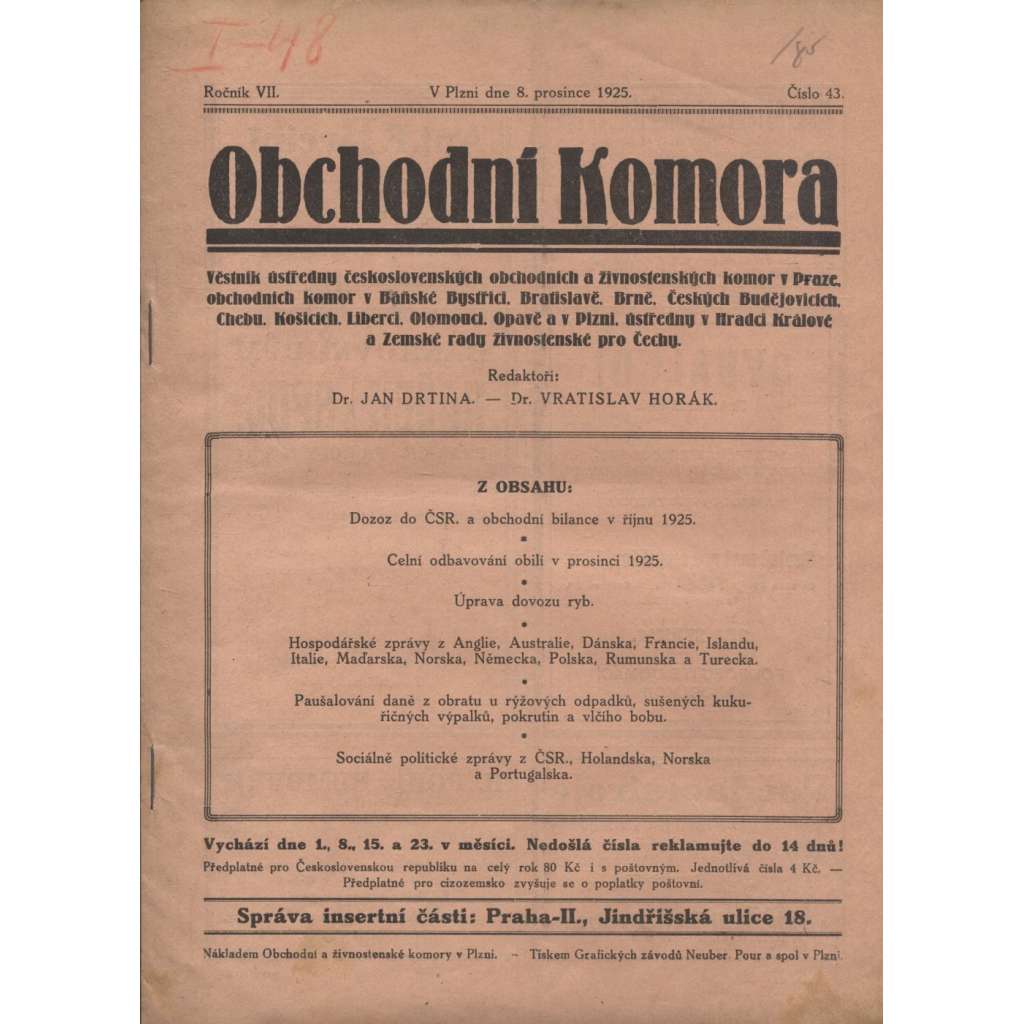 I-48
/85
Ročník VII. V Plzni dne 8. prosince 1925. Číslo 43.
Obchodní Komora
Věstník ústředny československých obchodních a živnostenských komor v Praze,
obchodních komor v Báňské Bystřici, Bratislavě, Brně, Českých Budějovicích,
Chebu, Košicích, Liberci, Olomouci, Opavě a v Plzni, ústředny v Hradci Králové
a Zemské rady živnostenské pro Čechy.
Redaktoři:
Dr. JAN DRTINA. — Dr. VRATISLAV HORÁK.
Z OBSAHU:
Dozoz do ČSR. a obchodní bilance v říjnu 1925.
Celní odbavování obilí v prosinci 1925.
Úprava dovozu ryb.
Hospodářské zprávy z Anglie, Australie, Dánska, Francie, Islandu,
Italie, Maďarska, Norska, Německa, Polska, Rumunska a Turecka.
Paušalování daně z obratu u rýžových odpadků, sušených kuku-
řičných výpalků, pokrutin a vlčího bobu.
Sociálně politické zprávy z ČSR., Holandska, Norska
a Portugalska.
Vychází dne 1., 8., 15. a 23. v měsíci. Nedošlá čísla reklamujte do 14 dnů!
Předplatné pro Československou republiku na celý rok 80 Kč i s poštovným. Jednotlivá čísla 4 Kč. —
Předplatné pro cizozemsko zvyšuje se o poplatky poštovní.
Správa insertní části: Praha-II., Jindřišská ulice 18.
Nákladem Obchodní a živnostenské komory v Plzni. – Tiskem Grafických závodů Neuber, Pour a spol v Plzni.